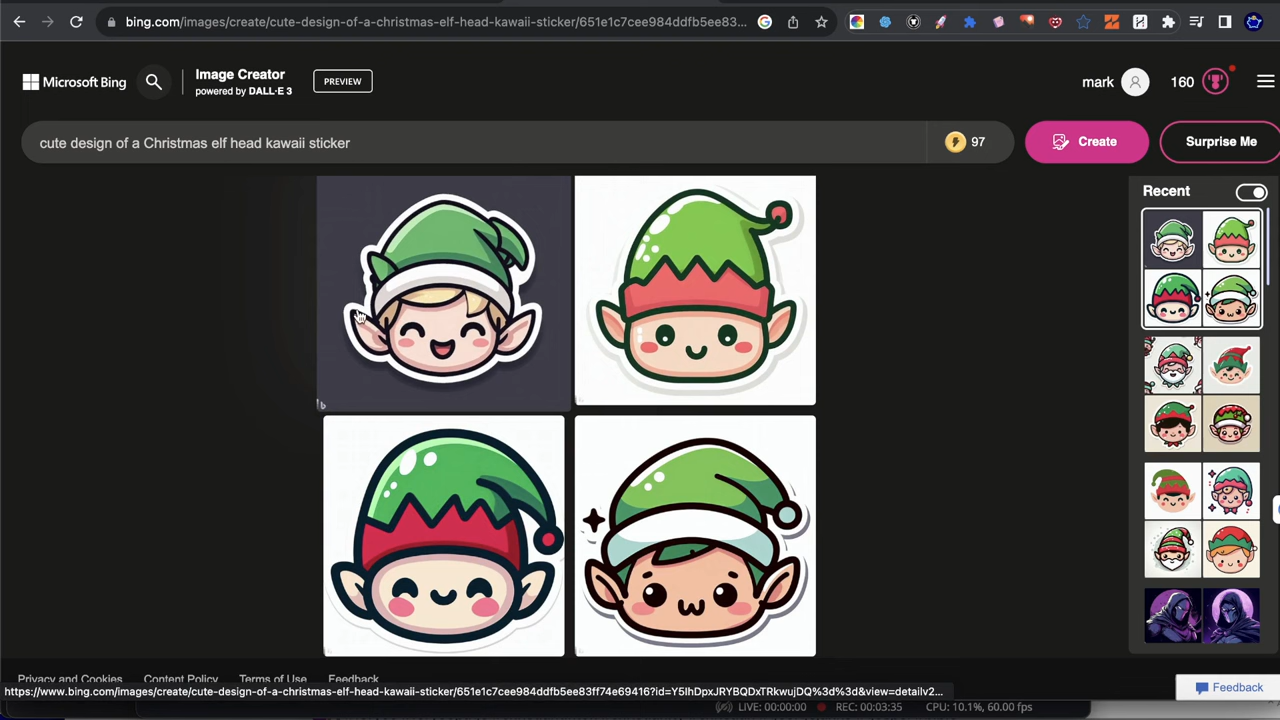 bing.com/images/create/cute-design-of-a-christmas-elf-head-kawaii-sticker/651e1c7cee984ddfb5ee83...
Microsoft Bing
Image Creator
powered by DALL·E 3
PREVIEW
mark
160
cute design of a Christmas elf head kawaii sticker
97
Create
Surprise Me
Recent
Privacy and Cookies
Content Policy
Terms of Use
Feedback
Feedback
https://www.bing.com/images/create/cute-design-of-a-christmas-elf-head-kawaii-sticker/651e1c7cee984ddfb5ee83ff74e69416?id=Y5IhDpxJRYBQDxTRkwujDQ%3d%3d&view=detailv2...
LIVE: 00:00:00
REC: 00:03:35
CPU: 10.1%, 60.00 fps